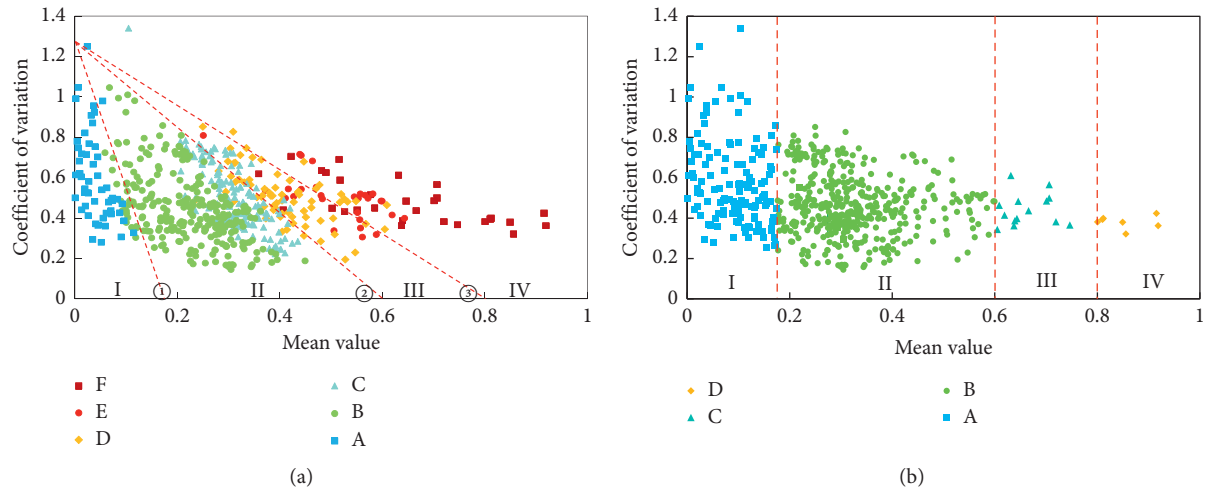 1.4
1.2
1
0.8
0.6
0.4
0.2
0
Coefficient of variation
I
1
II
2
III
3
IV
0
0.2
0.4
0.6
0.8
1
Mean value
F
C
E
B
D
A
(a)
1.4
1.2
1
0.8
0.6
0.4
0.2
0
Coefficient of variation
I
II
III
IV
0
0.2
0.4
0.6
0.8
1
Mean value
D
B
C
A
(b)